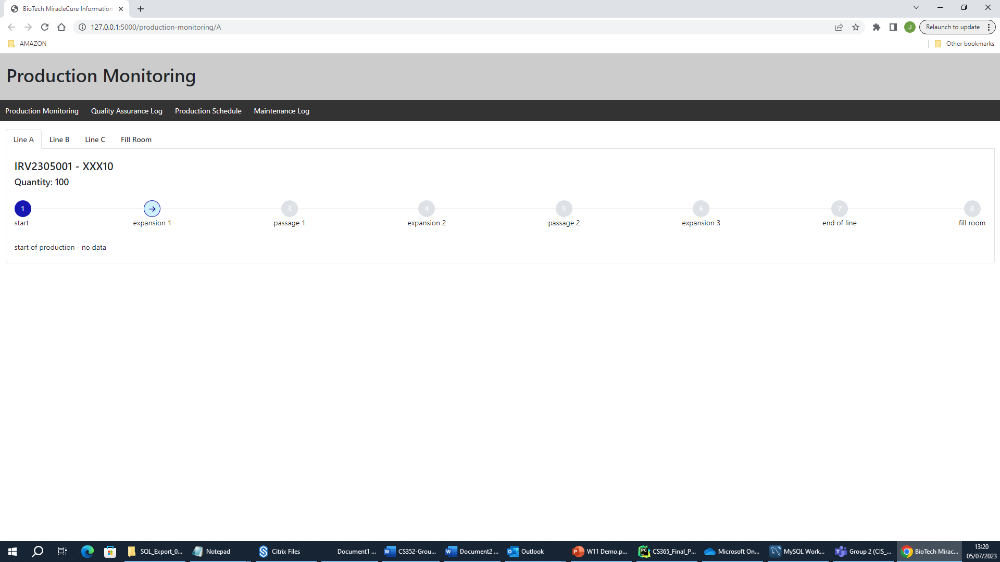 BioTech MiracleCure Information
127.0.0.1:5000/production-monitoring/A
J
Relaunch to update
AMAZON
Other bookmarks
Production Monitoring
Production Monitoring Quality Assurance Log Production Schedule Maintenance Log
Line A Line B Line C Fill Room
IRV2305001 - XXX10
Quantity: 100
1 → 3 4 5 6 7 8
start expansion 1 passage 1 expansion 2 passage 2 expansion 3 end of line fill room
start of production - no data
SQL_Export_0... Notepad Citrix Files Document1 ... CS352-Grou... Document2 ... Outlook W11 Demo.p... CS365_Final_P... Microsoft On... MySQL Work... Group 2 (CIS_... BioTech Mirac...
13:20
05/07/2023